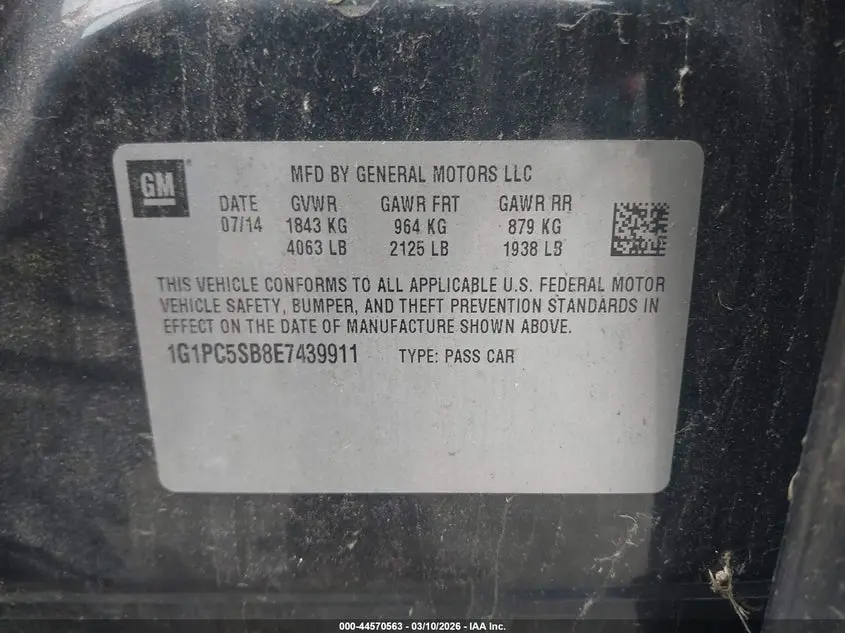 GM
MFD BY GENERAL MOTORS LLC
DATE GVWR GAWR FRT GAWR RR
07/14 1843 KG 964 KG 879 KG
4063 LB 2125 LB 1938 LB
THIS VEHICLE CONFORMS TO ALL APPLICABLE U.S. FEDERAL MOTOR
VEHICLE SAFETY, BUMPER, AND THEFT PREVENTION STANDARDS IN
EFFECT ON THE DATE OF MANUFACTURE SHOWN ABOVE.
1G1PC5SB8E7439911 TYPE: PASS CAR
000-44570563 - 03/10/2026 - IAA Inc.